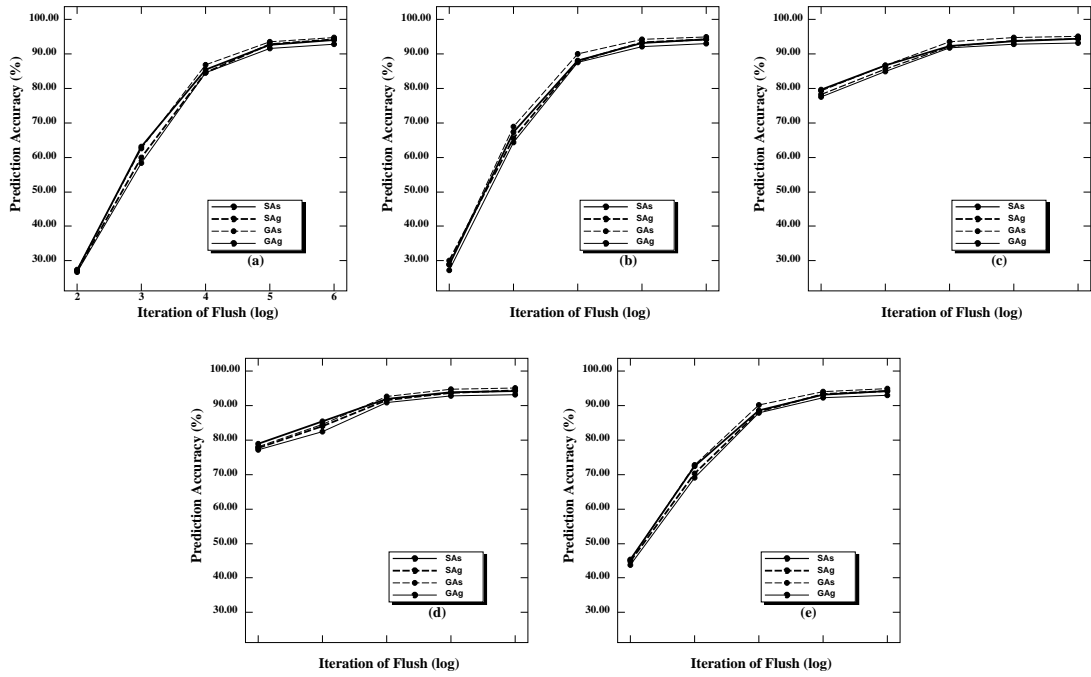 Prediction Accuracy (%)
100.00
90.00
80.00
70.00
60.00
50.00
40.00
30.00
SAs
SAg
GAs
GAg
(a)
2 3 4 5 6
Iteration of Flush (log)
Prediction Accuracy (%)
100.00
90.00
80.00
70.00
60.00
50.00
40.00
30.00
SAs
SAg
GAs
GAg
(b)
Iteration of Flush (log)
Prediction Accuracy (%)
100.00
90.00
80.00
70.00
60.00
50.00
40.00
30.00
SAs
SAg
GAs
GAg
(c)
Iteration of Flush (log)
Prediction Accuracy (%)
100.00
90.00
80.00
70.00
60.00
50.00
40.00
30.00
SAs
SAg
GAs
GAg
(d)
Iteration of Flush (log)
Prediction Accuracy (%)
100.00
90.00
80.00
70.00
60.00
50.00
40.00
30.00
SAs
SAg
GAs
GAg
(e)
Iteration of Flush (log)